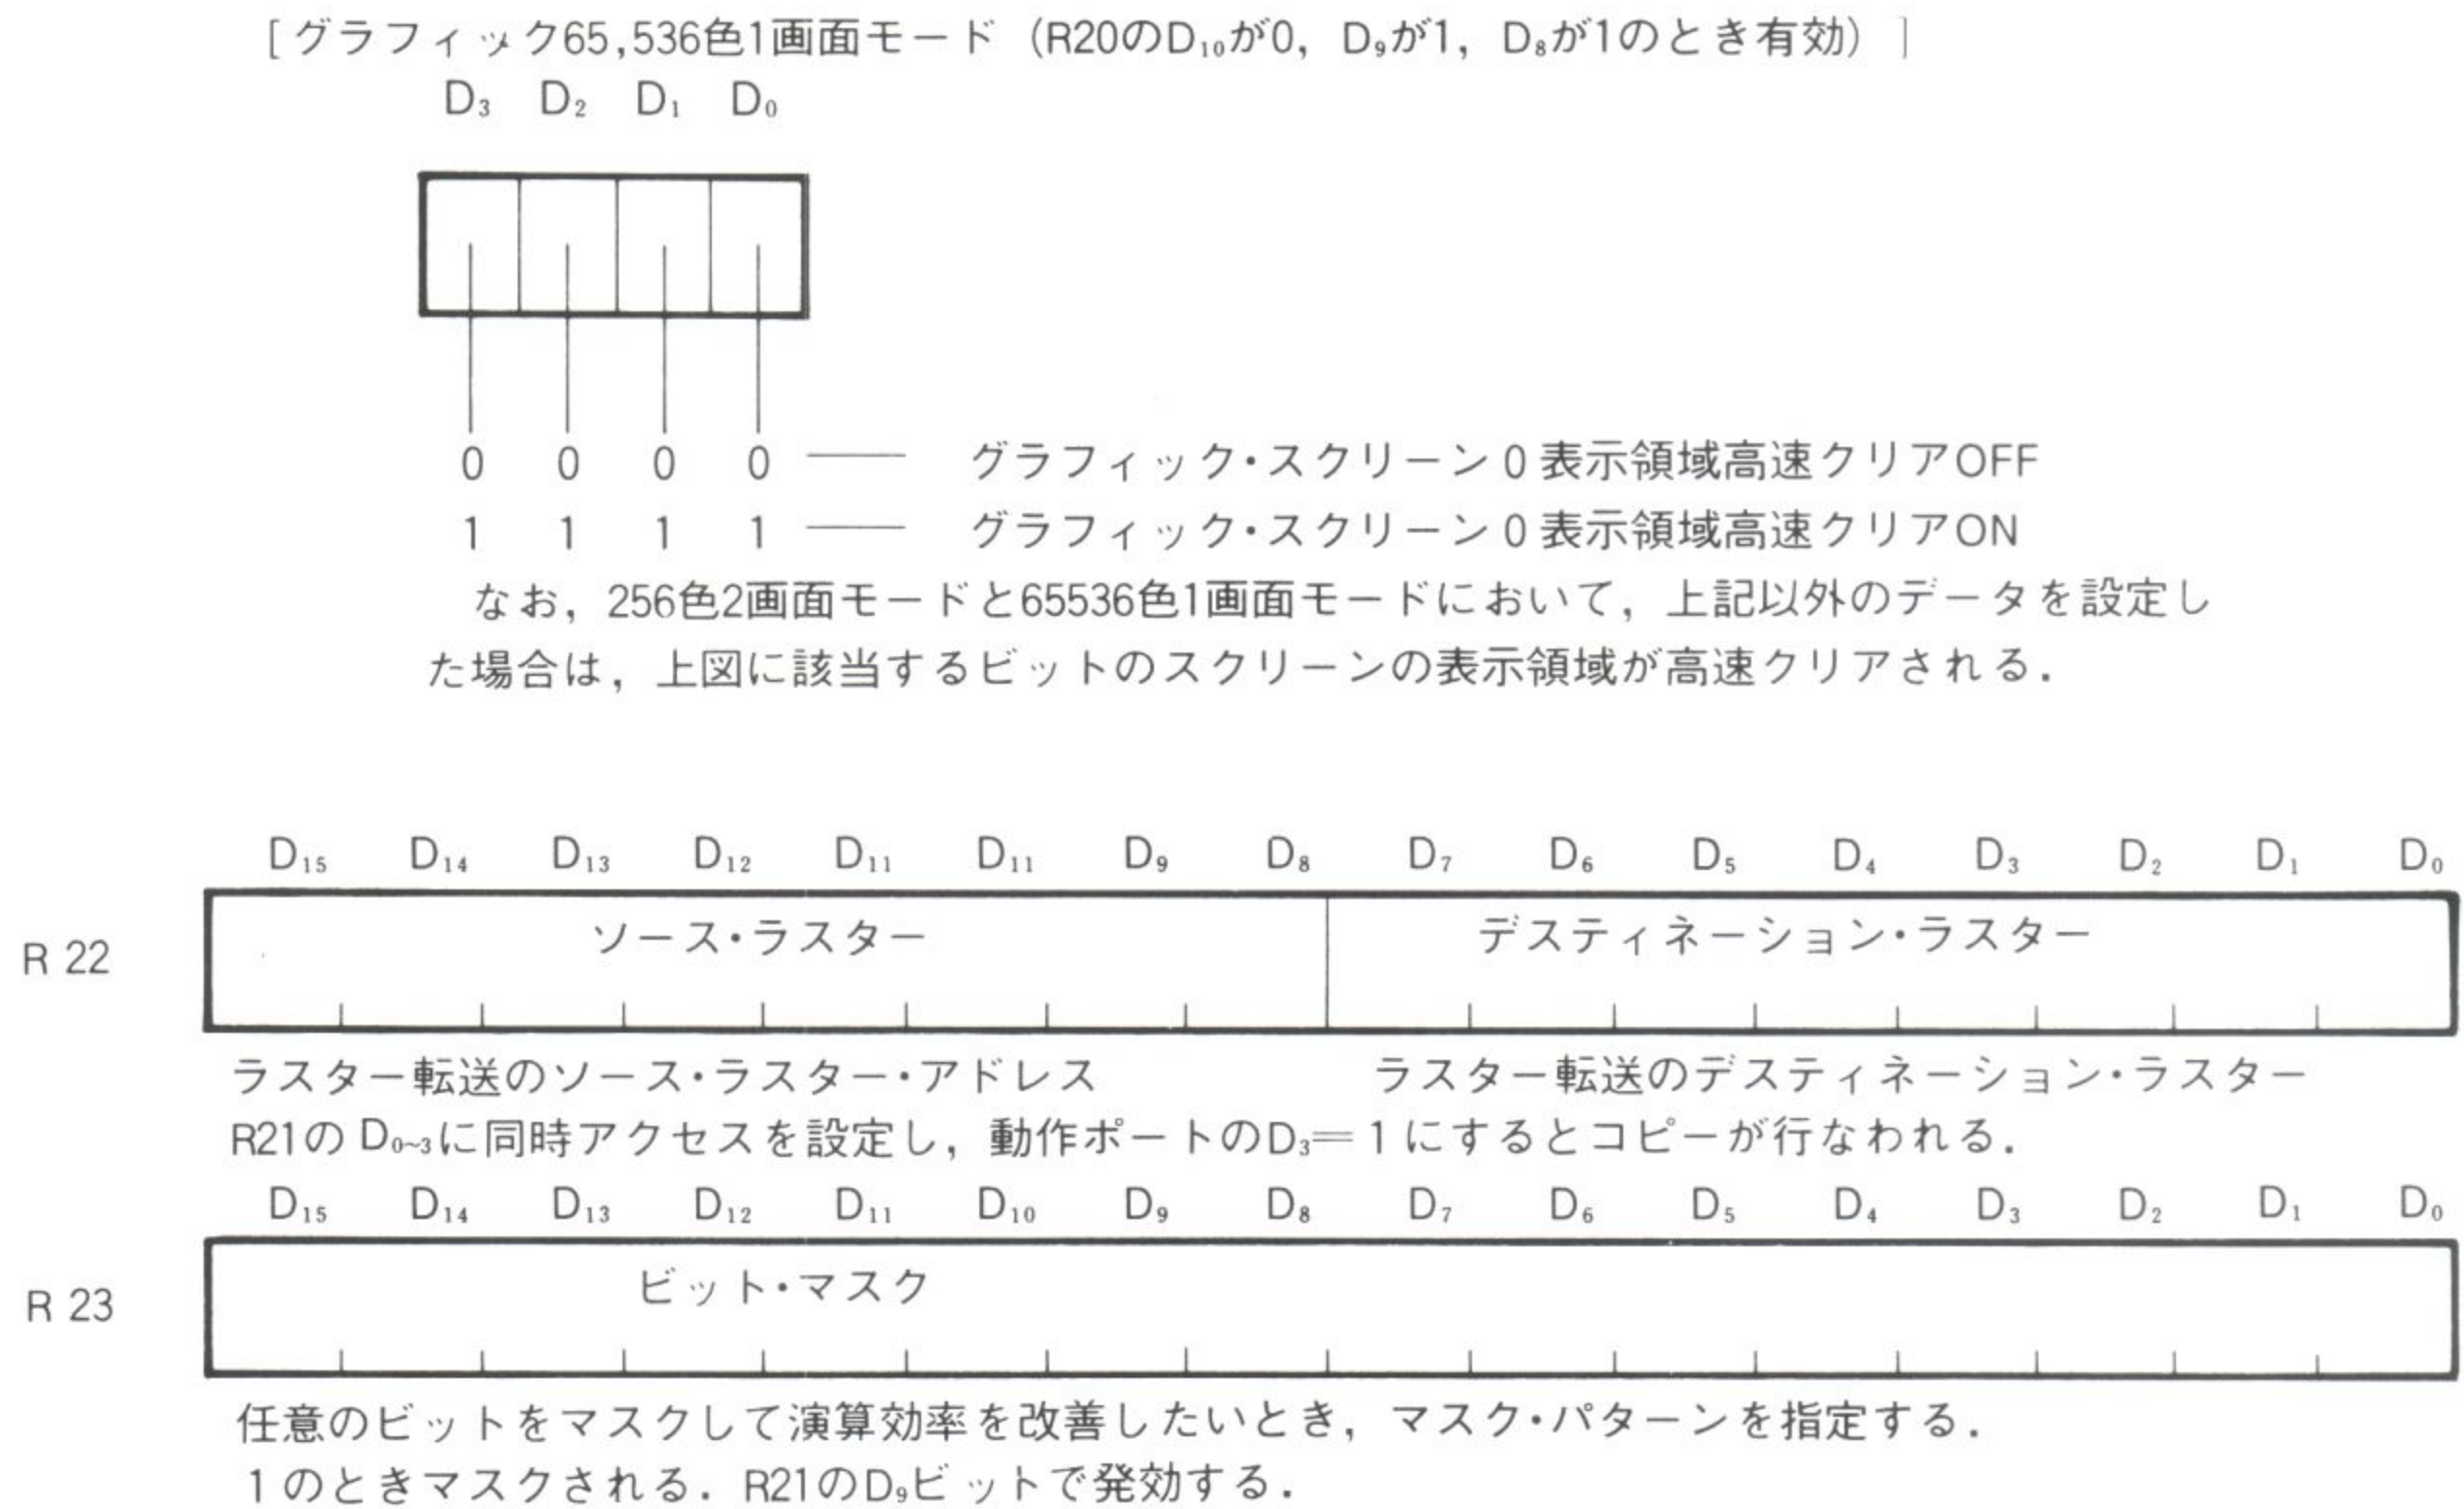 [グラフィック65,536色1画面モード（R20のD₁₀が0，D₉が1，D₈が1のとき有効）]
D₃ D₂ D₁ D₀
0 0 0 0 —— グラフィック・スクリーン0表示領域高速クリアOFF
1 1 1 1 —— グラフィック・スクリーン0表示領域高速クリアON
なお，256色2画面モードと65536色1画面モードにおいて，上記以外のデータを設定し
た場合は，上図に該当するビットのスクリーンの表示領域が高速クリアされる．
D₁₅ D₁₄ D₁₃ D₁₂ D₁₁ D₁₁ D₉ D₈ D₇ D₆ D₅ D₄ D₃ D₂ D₁ D₀
R 22 ソース・ラスター デスティネーション・ラスター
ラスター転送のソース・ラスター・アドレス ラスター転送のデスティネーション・ラスター
R21のD₀~₃に同時アクセスを設定し，動作ポートのD₃＝1にするとコピーが行なわれる．
D₁₅ D₁₄ D₁₃ D₁₂ D₁₁ D₁₀ D₉ D₈ D₇ D₆ D₅ D₄ D₃ D₂ D₁ D₀
R 23 ビット・マスク
任意のビットをマスクして演算効率を改善したいとき，マスク・パターンを指定する．
1のときマスクされる．R21のD₉ビットで発効する．